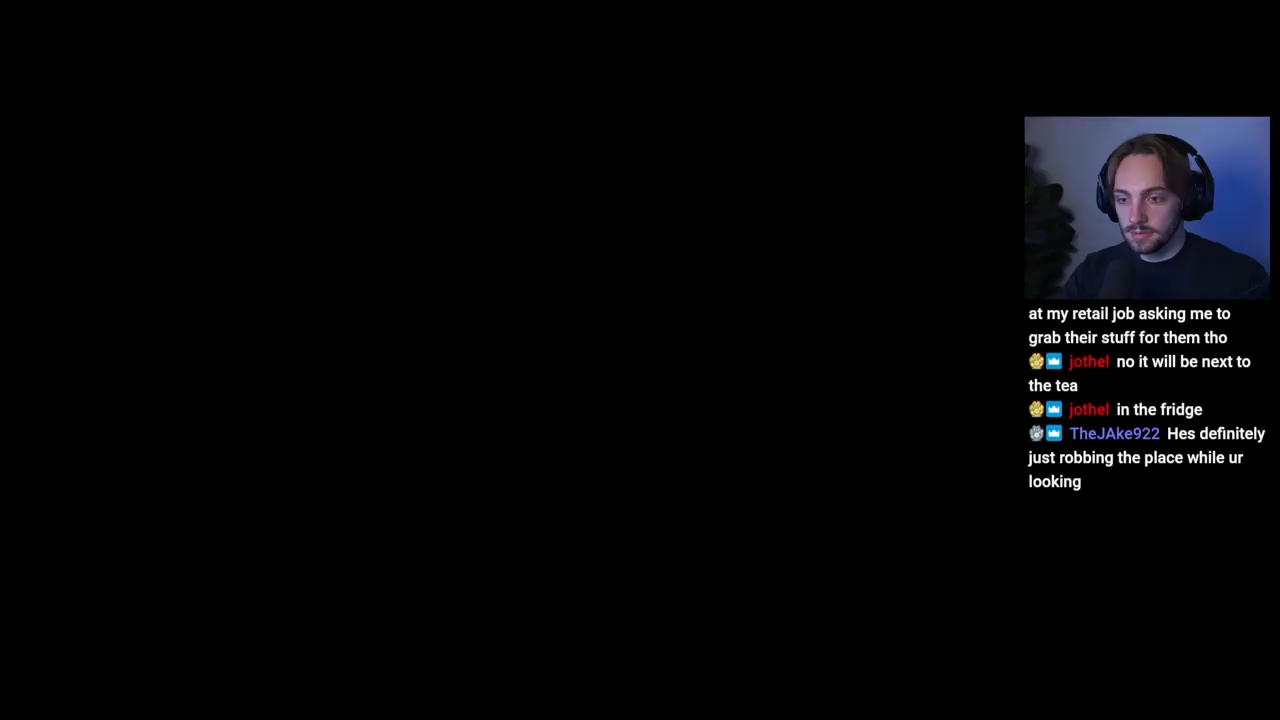 at my retail job asking me to
grab their stuff for them tho
jothel no it will be next to
the tea
jothel in the fridge
TheJAke922 Hes definitely
just robbing the place while ur
looking